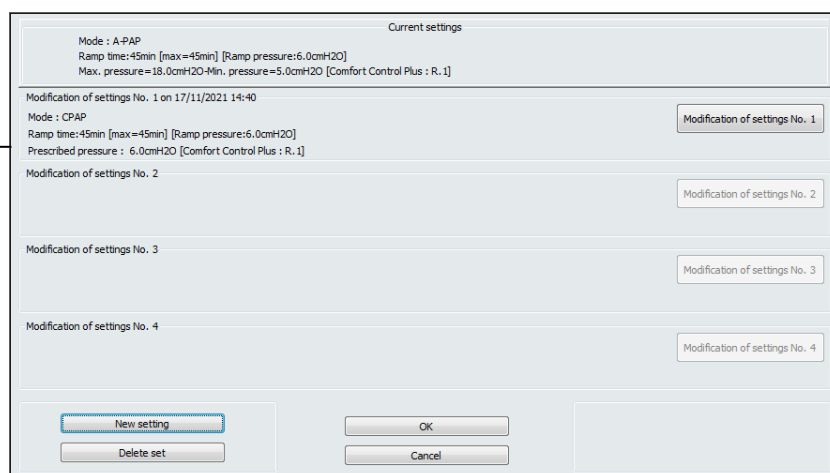 Current settings
Mode : A-PAP
Ramp time:45min [max=45min] [Ramp pressure:6.0cmH2O]
Max. pressure=18.0cmH2O-Min. pressure=5.0cmH2O [Comfort Control Plus : R.1]
Modification of settings No. 1 on 17/11/2021 14:40
Mode : CPAP
Ramp time:45min [max=45min] [Ramp pressure:6.0cmH2O]
Prescribed pressure : 6.0cmH2O [Comfort Control Plus : R.1]
Modification of settings No. 1
Modification of settings No. 2
Modification of settings No. 2
Modification of settings No. 3
Modification of settings No. 3
Modification of settings No. 4
Modification of settings No. 4
New setting
OK
Delete set
Cancel